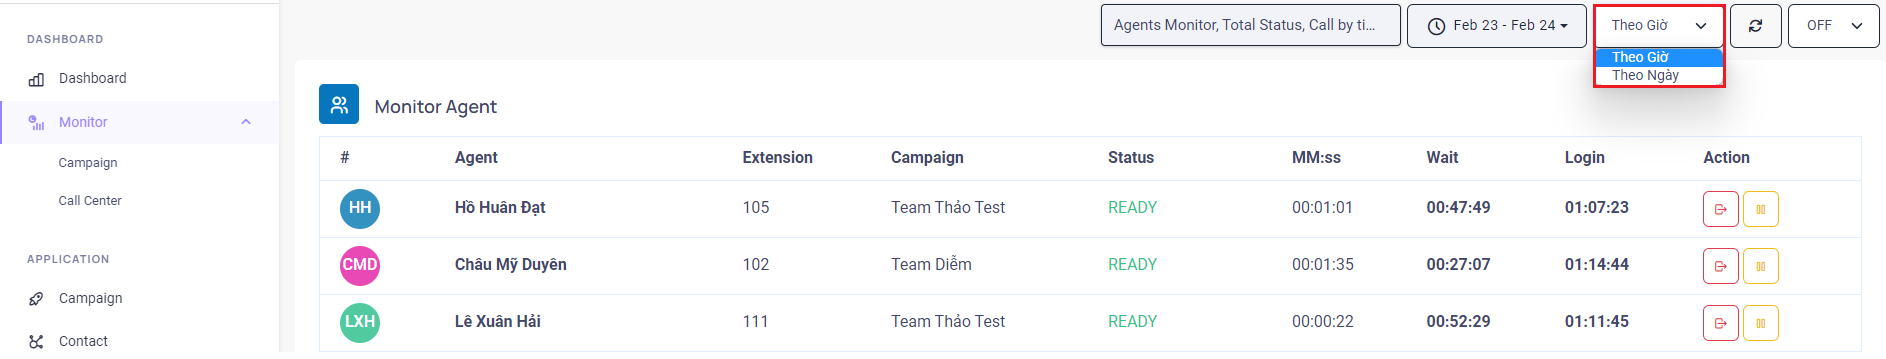 DASHBOARD
Dashboard
Monitor
Campaign
Call Center
APPLICATION
Campaign
Contact
Agents Monitor, Total Status, Call by ti...
Feb 23 - Feb 24
Theo Giờ
OFF
Theo Giờ
Theo Ngày
Monitor Agent
# Agent Extension Campaign Status MM:ss Wait Login Action
HH Hồ Huân Đạt 105 Team Thảo Test READY 00:01:01 00:47:49 01:07:23
CMD Châu Mỹ Duyên 102 Team Diễm READY 00:01:35 00:27:07 01:14:44
LXH Lê Xuân Hải 111 Team Thảo Test READY 00:00:22 00:52:29 01:11:45